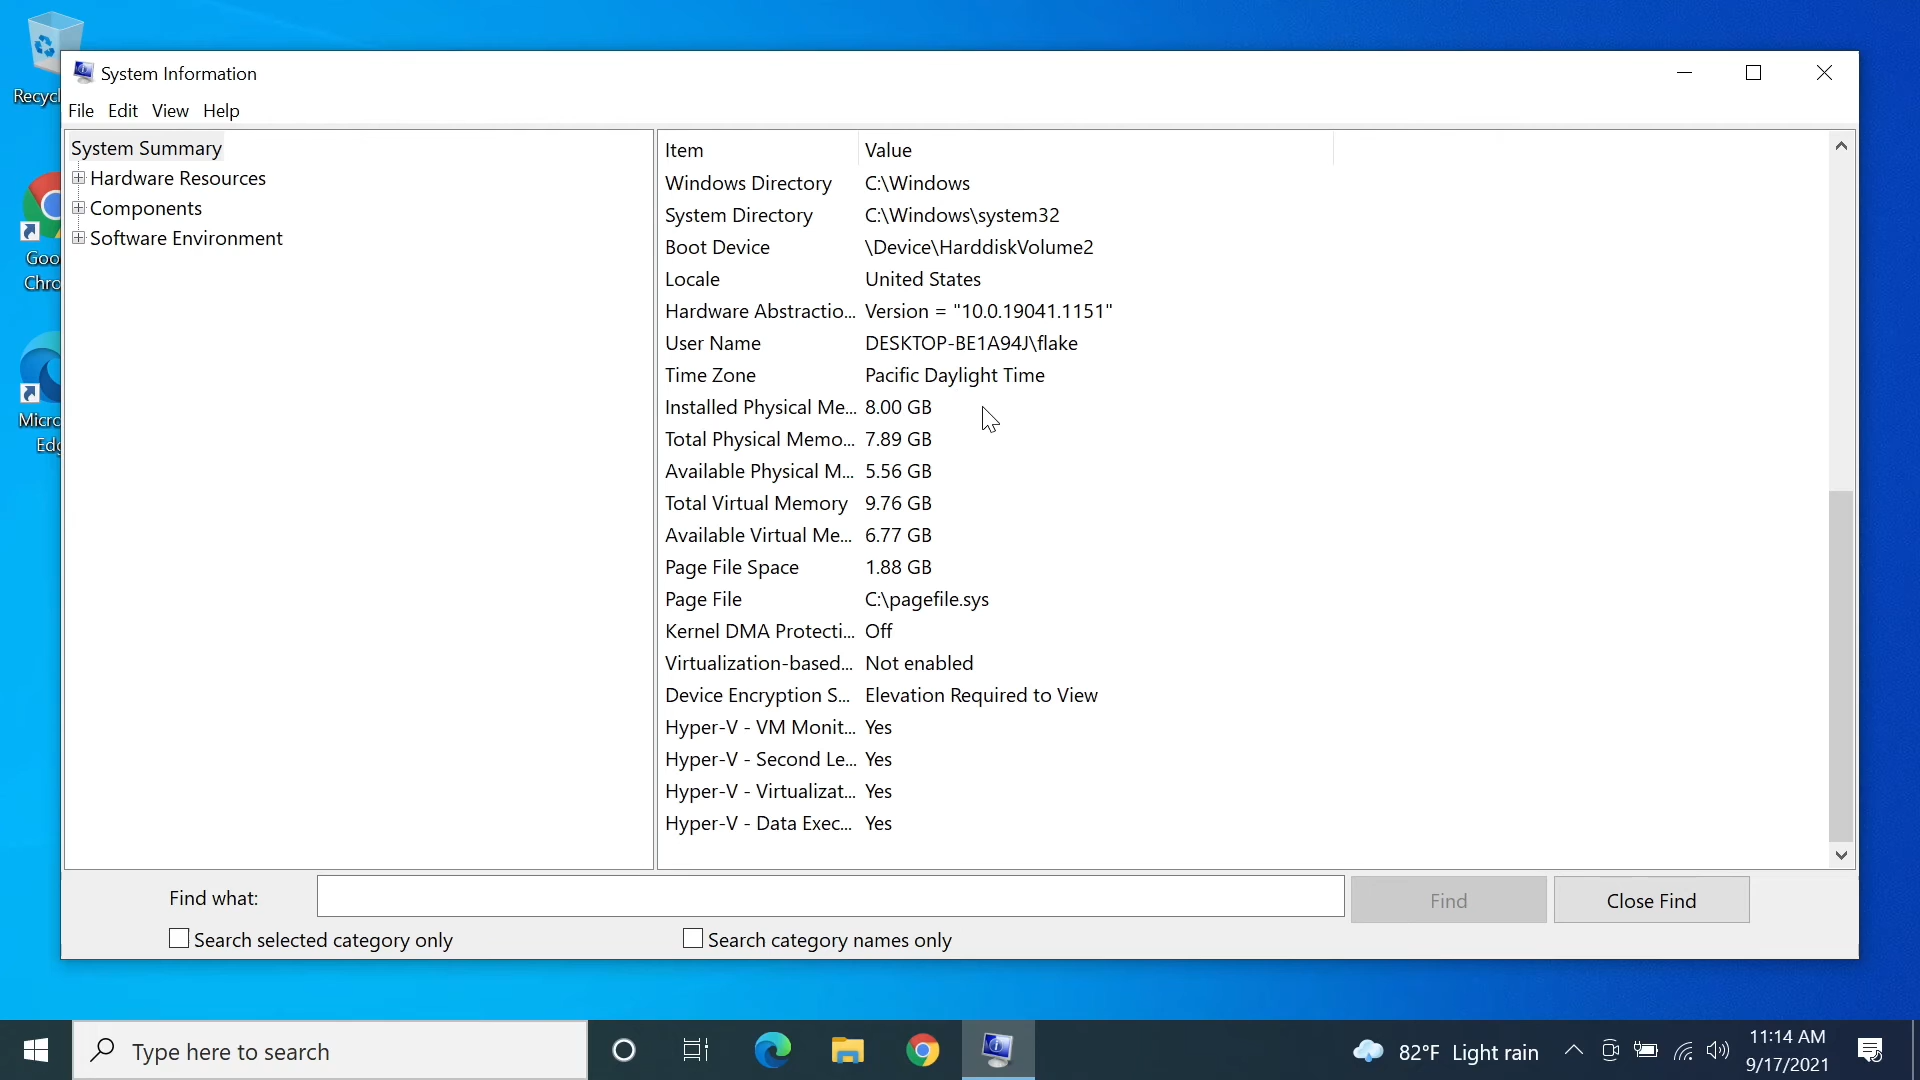 Recycl
Goo
Chro
Micro
Edg
System Information
File Edit View Help
System Summary
Hardware Resources
Components
Software Environment
Item Value
Windows Directory C:\Windows
System Directory C:\Windows\system32
Boot Device \Device\HarddiskVolume2
Locale United States
Hardware Abstractio... Version = "10.0.19041.1151"
User Name DESKTOP-BE1A94J\flake
Time Zone Pacific Daylight Time
Installed Physical Me... 8.00 GB
Total Physical Memo... 7.89 GB
Available Physical M... 5.56 GB
Total Virtual Memory 9.76 GB
Available Virtual Me... 6.77 GB
Page File Space 1.88 GB
Page File C:\pagefile.sys
Kernel DMA Protecti... Off
Virtualization-based... Not enabled
Device Encryption S... Elevation Required to View
Hyper-V - VM Monit... Yes
Hyper-V - Second Le... Yes
Hyper-V - Virtualizat... Yes
Hyper-V - Data Exec... Yes
Find what: Find Close Find
Search selected category only Search category names only
Type here to search
82°F Light rain
11:14 AM
9/17/2021